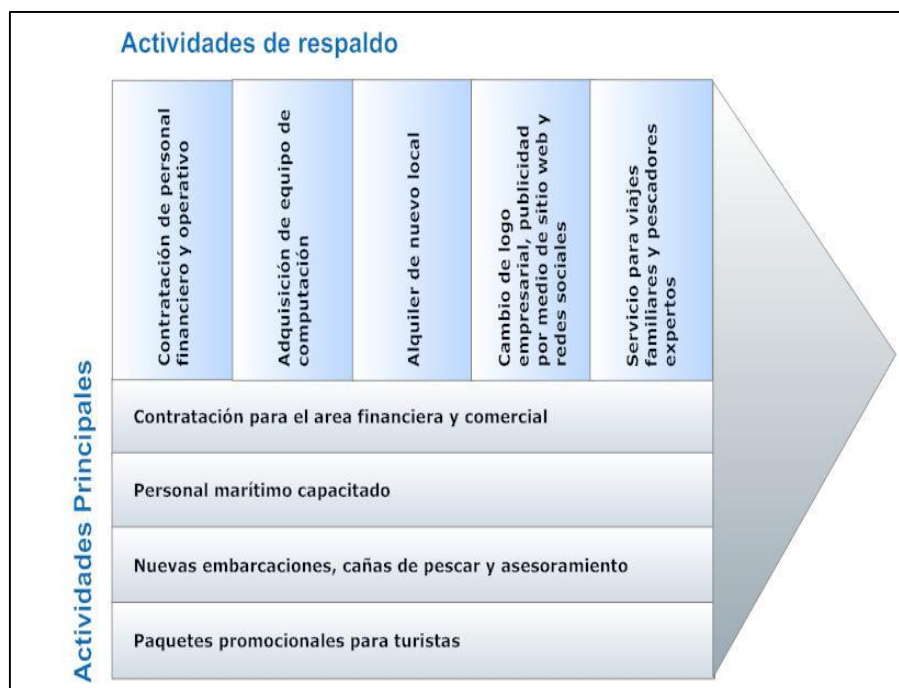 Actividades de respaldo
Contratación de personal
financiero y operativo
Adquisición de equipo de
computación
Alquiler de nuevo local
Cambio de logo
empresarial, publicidad
por medio de sitio web y
redes sociales
Servicio para viajes
familiares y pescadores
expertos
Actividades Principales
Contratación para el area financiera y comercial
Personal marítimo capacitado
Nuevas embarcaciones, cañas de pescar y asesoramiento
Paquetes promocionales para turistas